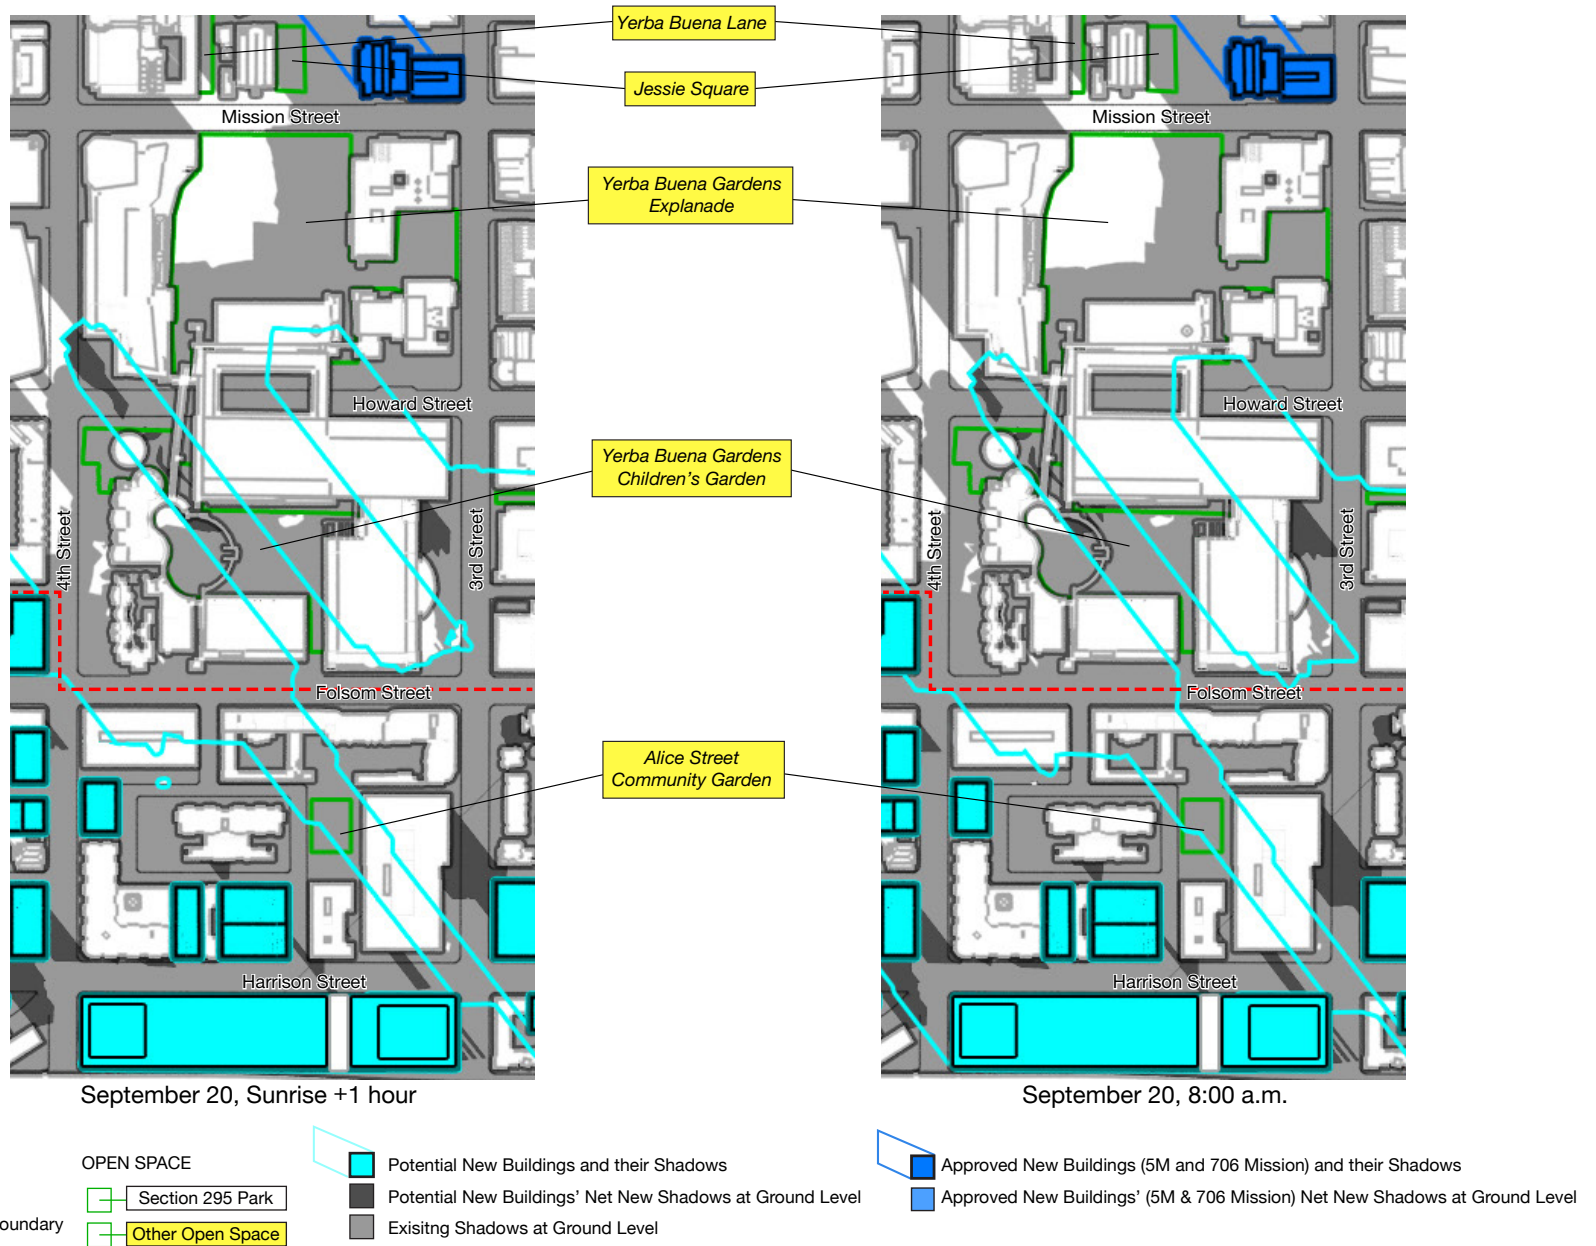 Yerba Buena Lane
Jessie Square
Mission Street
Mission Street
Yerba Buena Gardens
Explanade
Howard Street
Howard Street
Yerba Buena Gardens
Children's Garden
4th Street
3rd Street
4th Street
3rd Street
Folsom Street
Folsom Street
Alice Street
Community Garden
Harrison Street
Harrison Street
September 20, Sunrise +1 hour
September 20, 8:00 a.m.
OPEN SPACE
Section 295 Park
Other Open Space
oundary
Potential New Buildings and their Shadows
Potential New Buildings' Net New Shadows at Ground Level
Exisitng Shadows at Ground Level
Approved New Buildings (5M and 706 Mission) and their Shadows
Approved New Buildings' (5M & 706 Mission) Net New Shadows at Ground Level